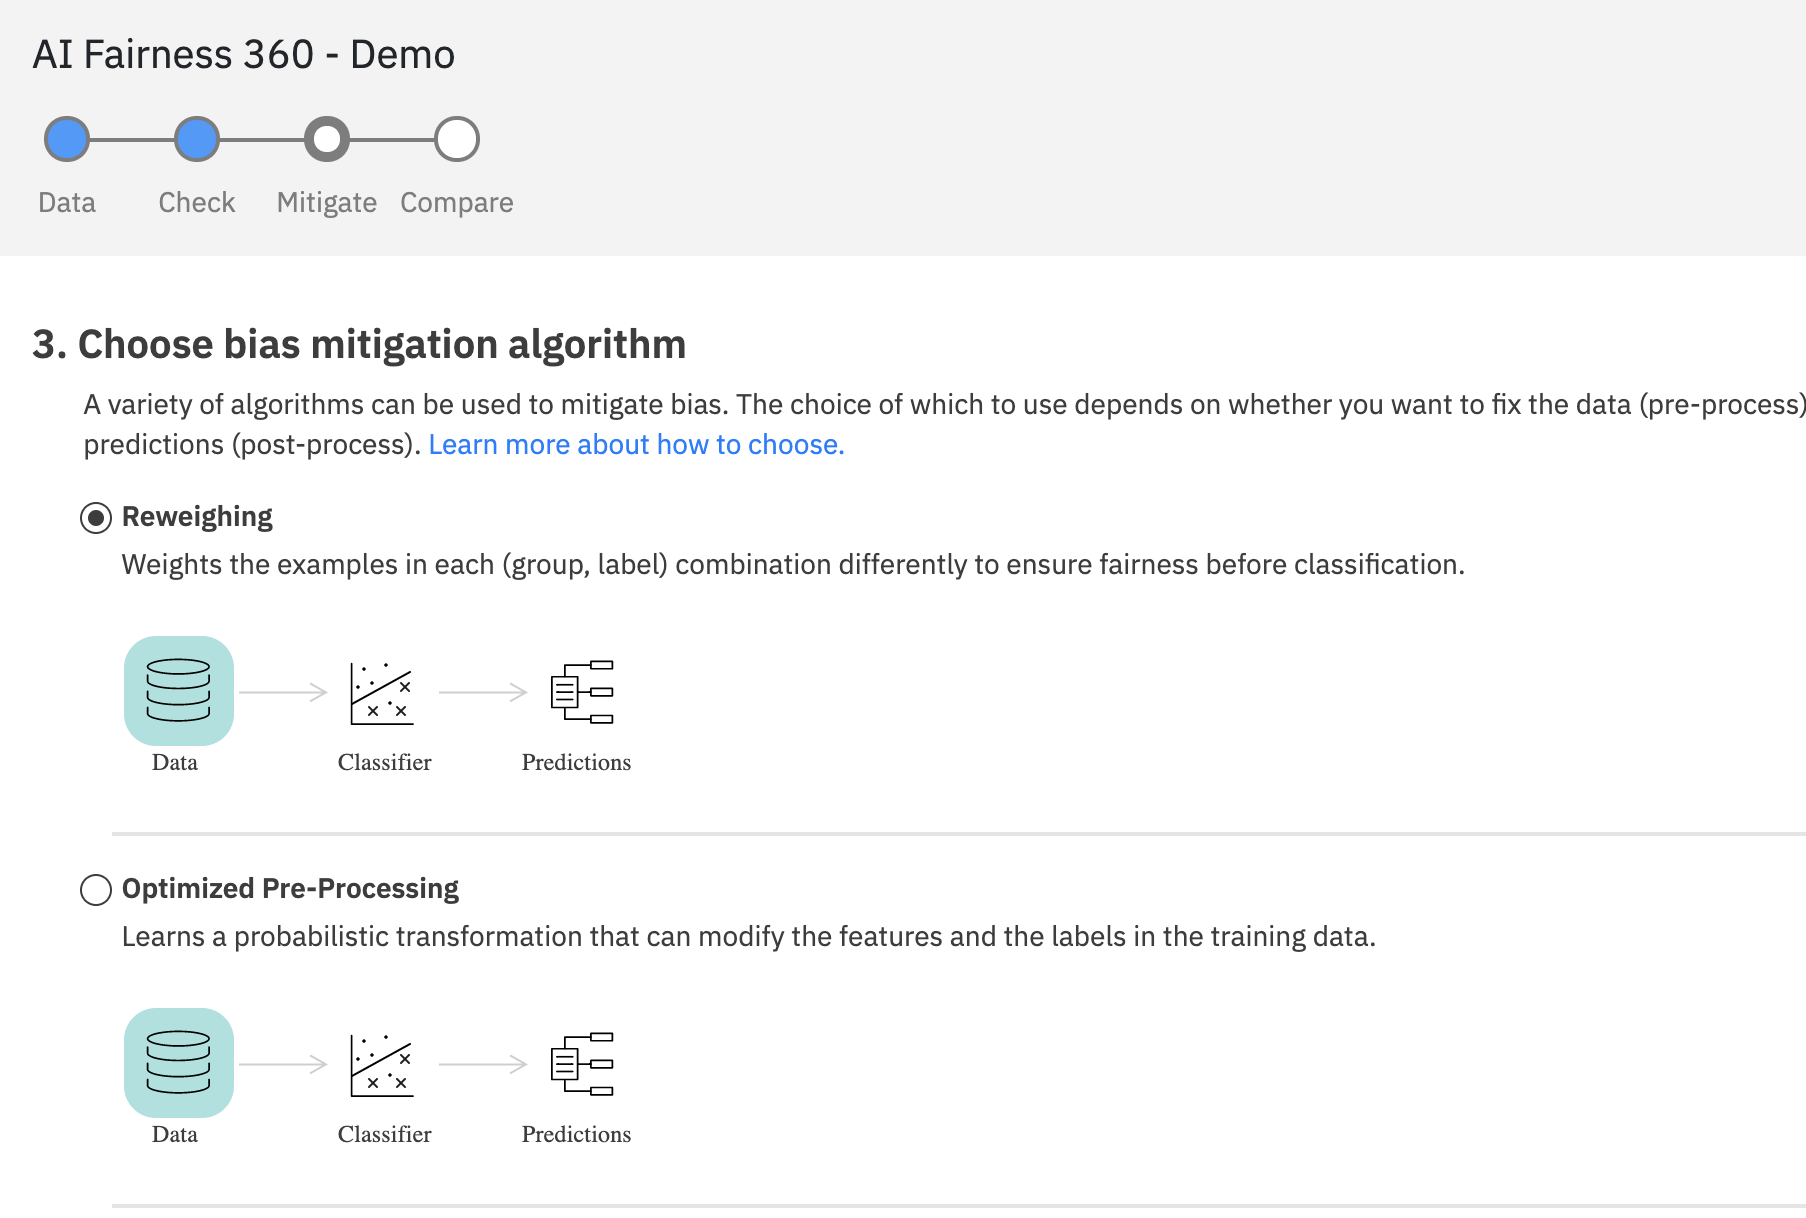 AI Fairness 360 - Demo
Data Check Mitigate Compare
3. Choose bias mitigation algorithm
A variety of algorithms can be used to mitigate bias. The choice of which to use depends on whether you want to fix the data (pre-process)
predictions (post-process). Learn more about how to choose.
Reweighing
Weights the examples in each (group, label) combination differently to ensure fairness before classification.
Data Classifier Predictions
Optimized Pre-Processing
Learns a probabilistic transformation that can modify the features and the labels in the training data.
Data Classifier Predictions